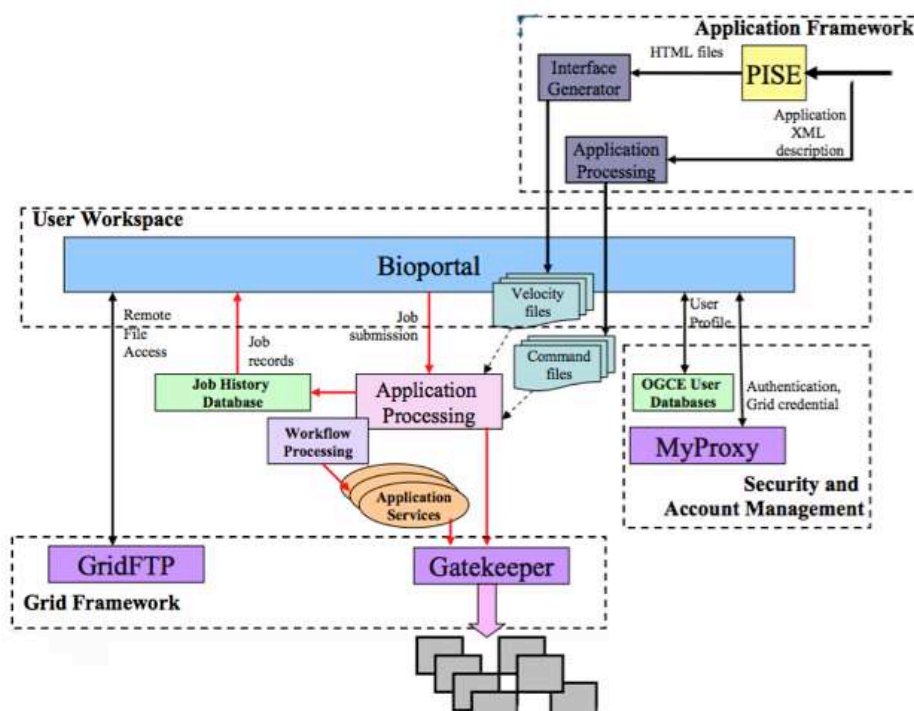 Application Framework
HTML files
Interface
Generator
PISE
Application
XML
description
Application
Processing
User Workspace
Bioportal
Velocity
files
Remote
File
Access
Job
records
Job
submission
User
Profile
Command
files
Job History
Database
Application
Processing
OGCE User
Databases
Authentication,
Grid credential
Workflow
Processing
MyProxy
Application
Services
Security and
Account Management
GridFTP
Gatekeeper
Grid Framework